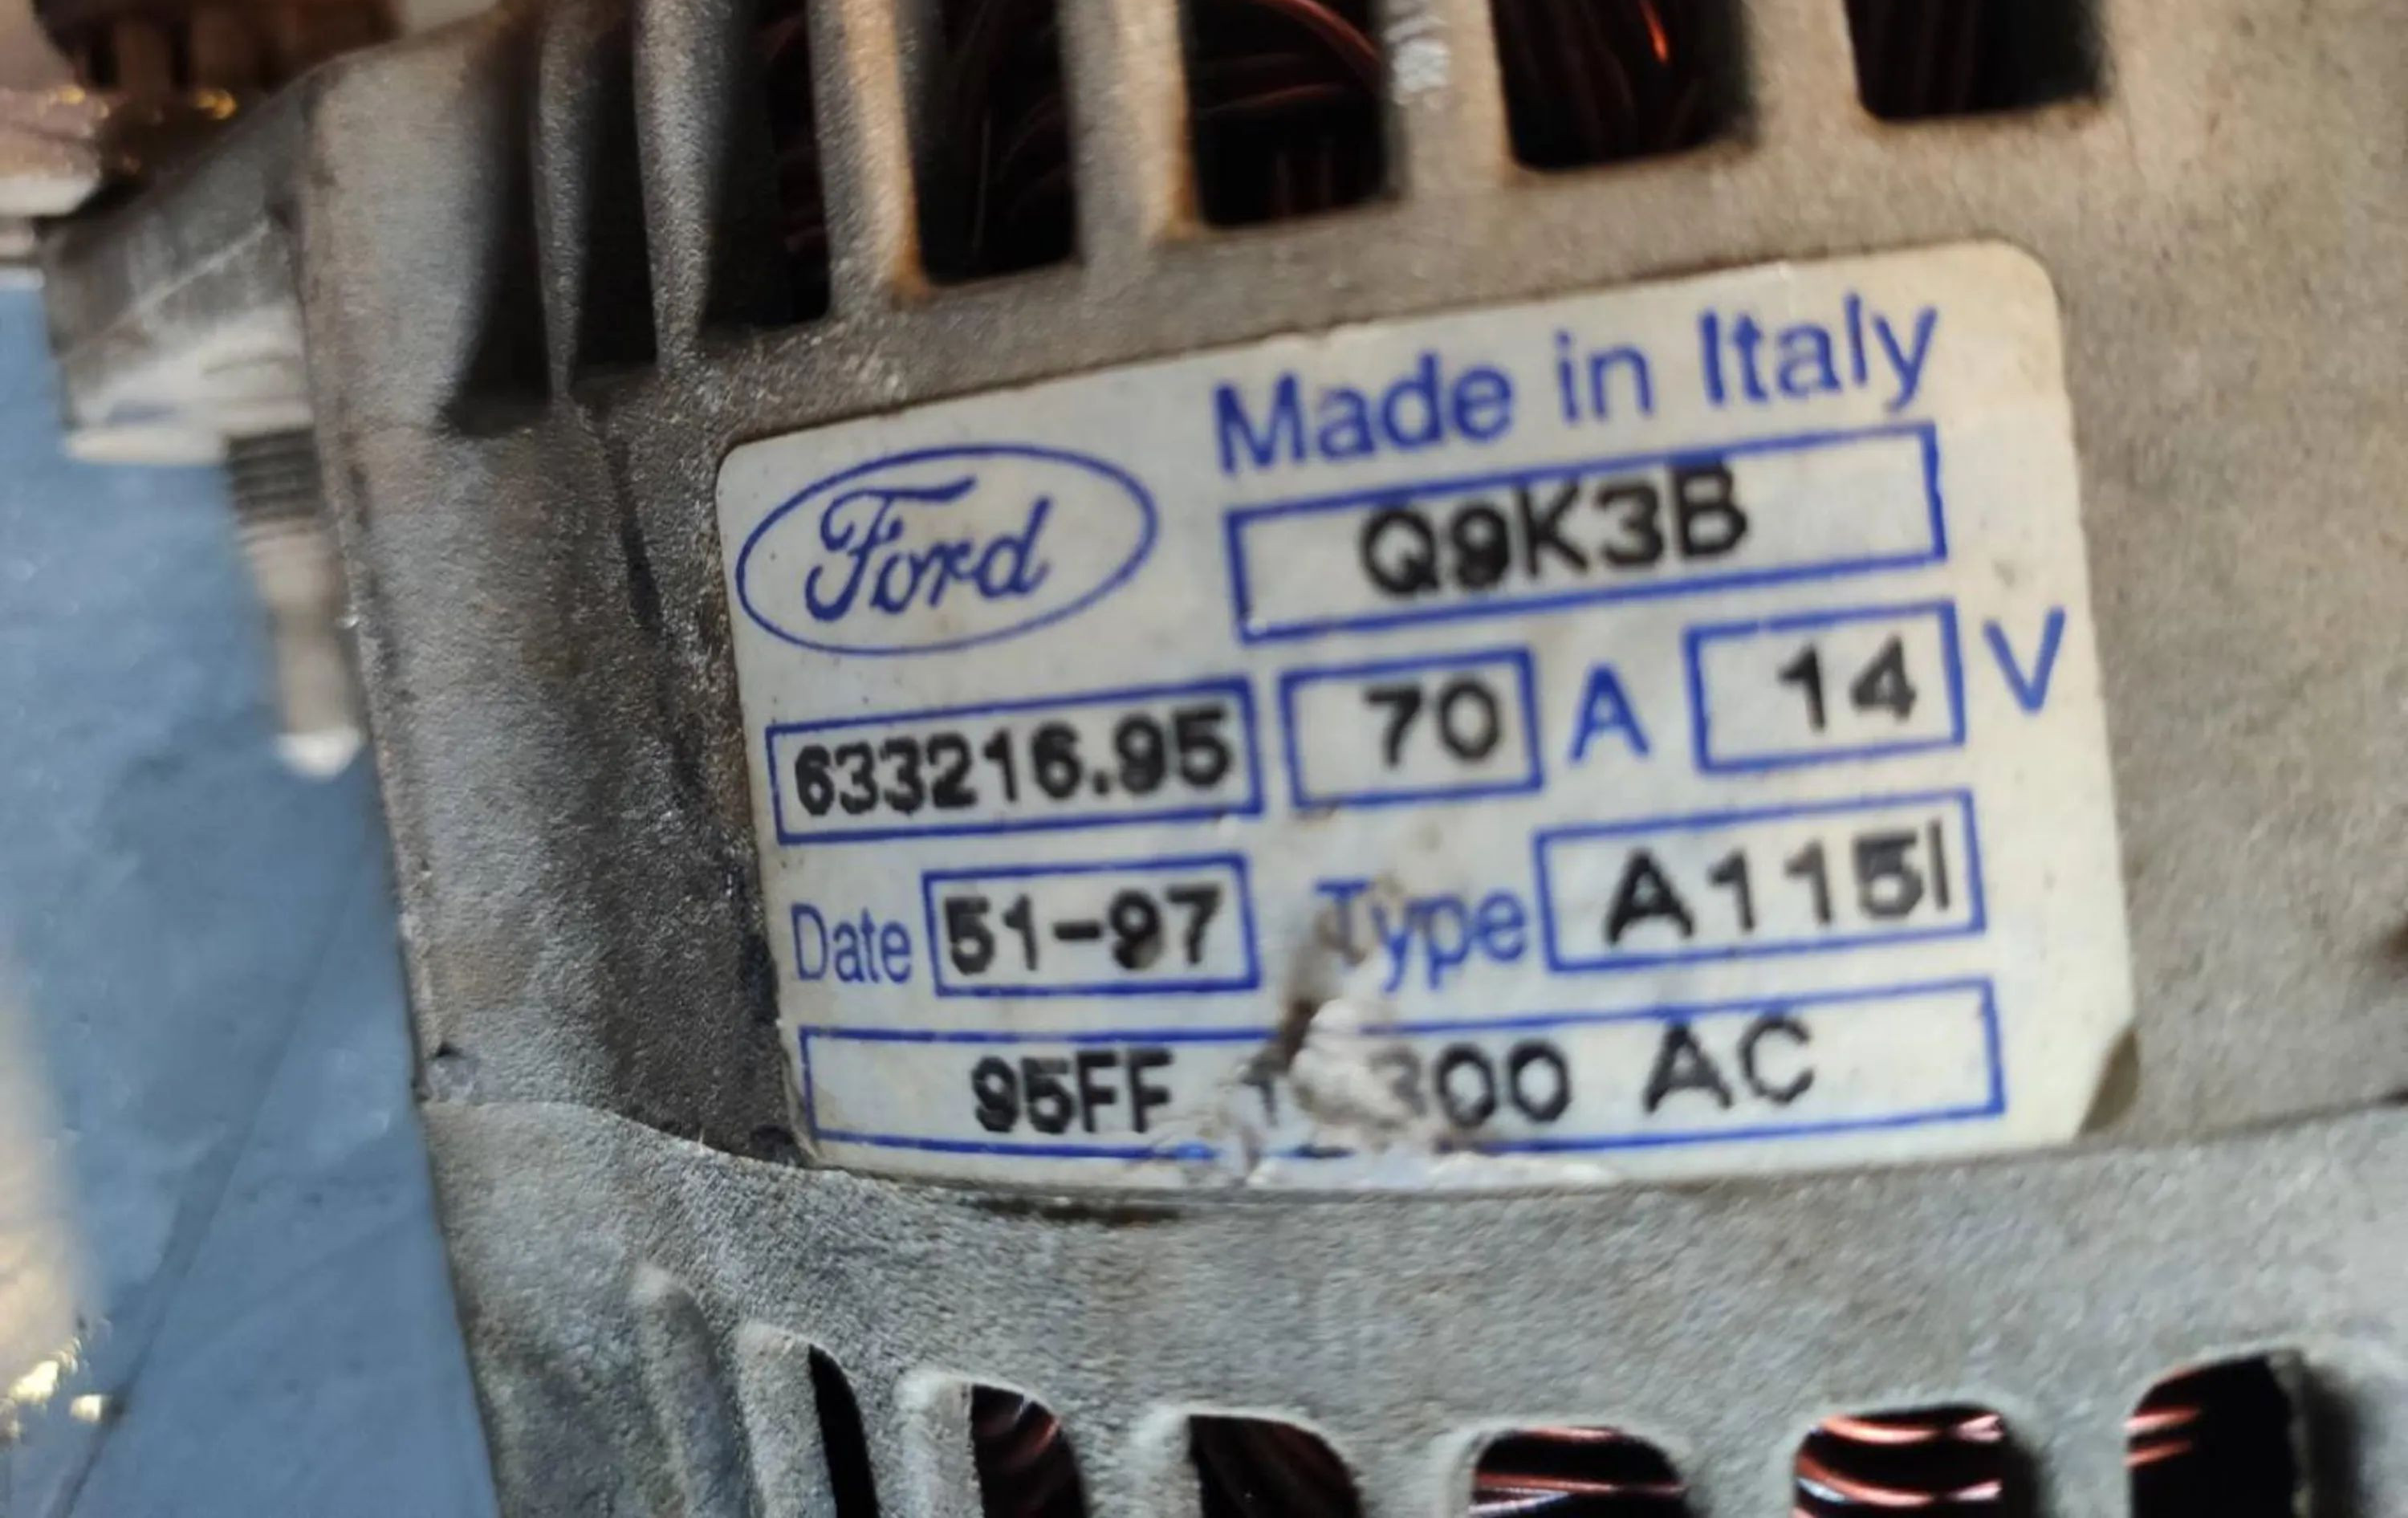 Made in Italy
Ford Q9K3B
633216.95 70 A 14 V
Date 51-97 Type A115I
95FF 300 AC